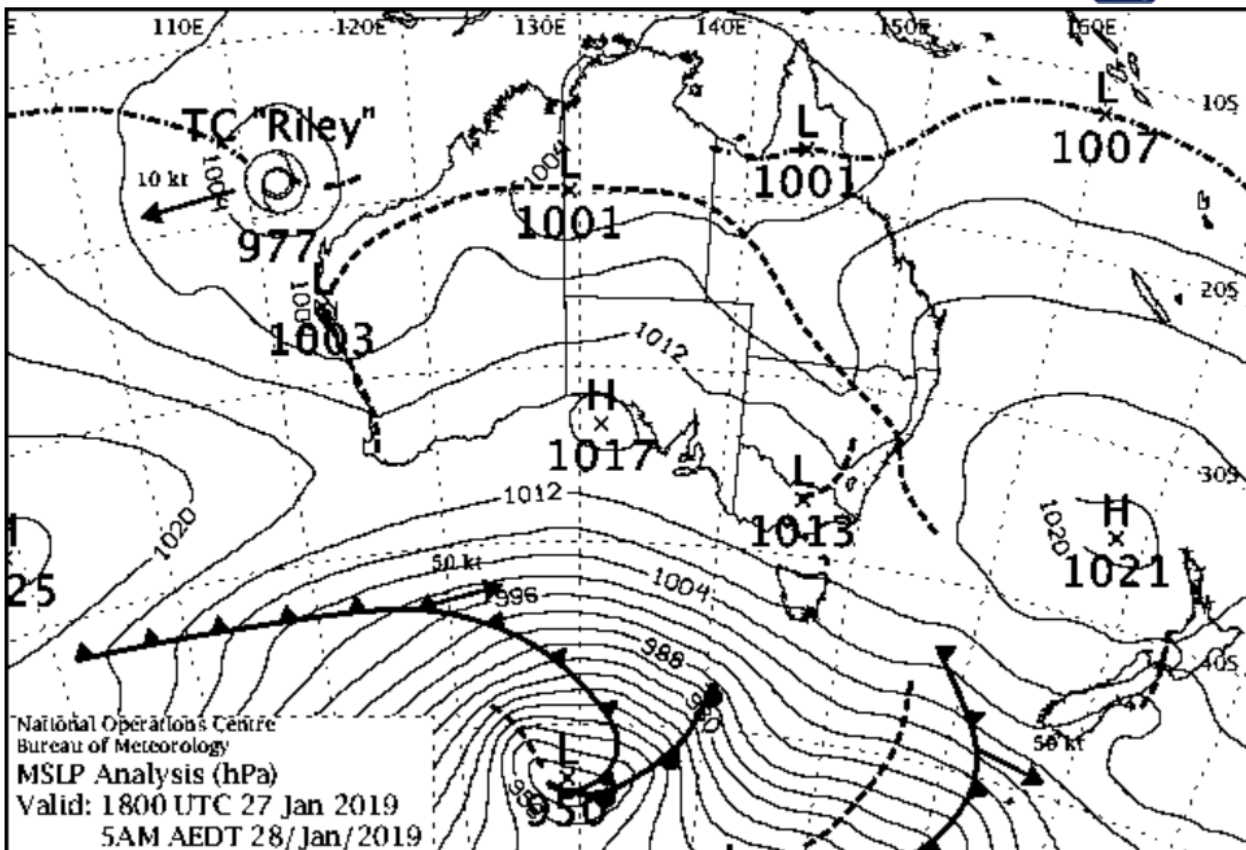 110E 120E 130E 140E 150E 160E
10S
TC "Riley"
L
1007
L
1001
10 kt
1004
1004
L
1001
977
20S
L
1003
1012
H
1017
30S
L
1013
1012
1020
H
1021
1020
H
25
50 kt
996
1004
988
980
40S
50 kt
L
950
National Operations Centre
Bureau of Meteorology
MSLP Analysis (hPa)
Valid: 1800 UTC 27 Jan 2019
5AM AEDT 28/Jan/2019